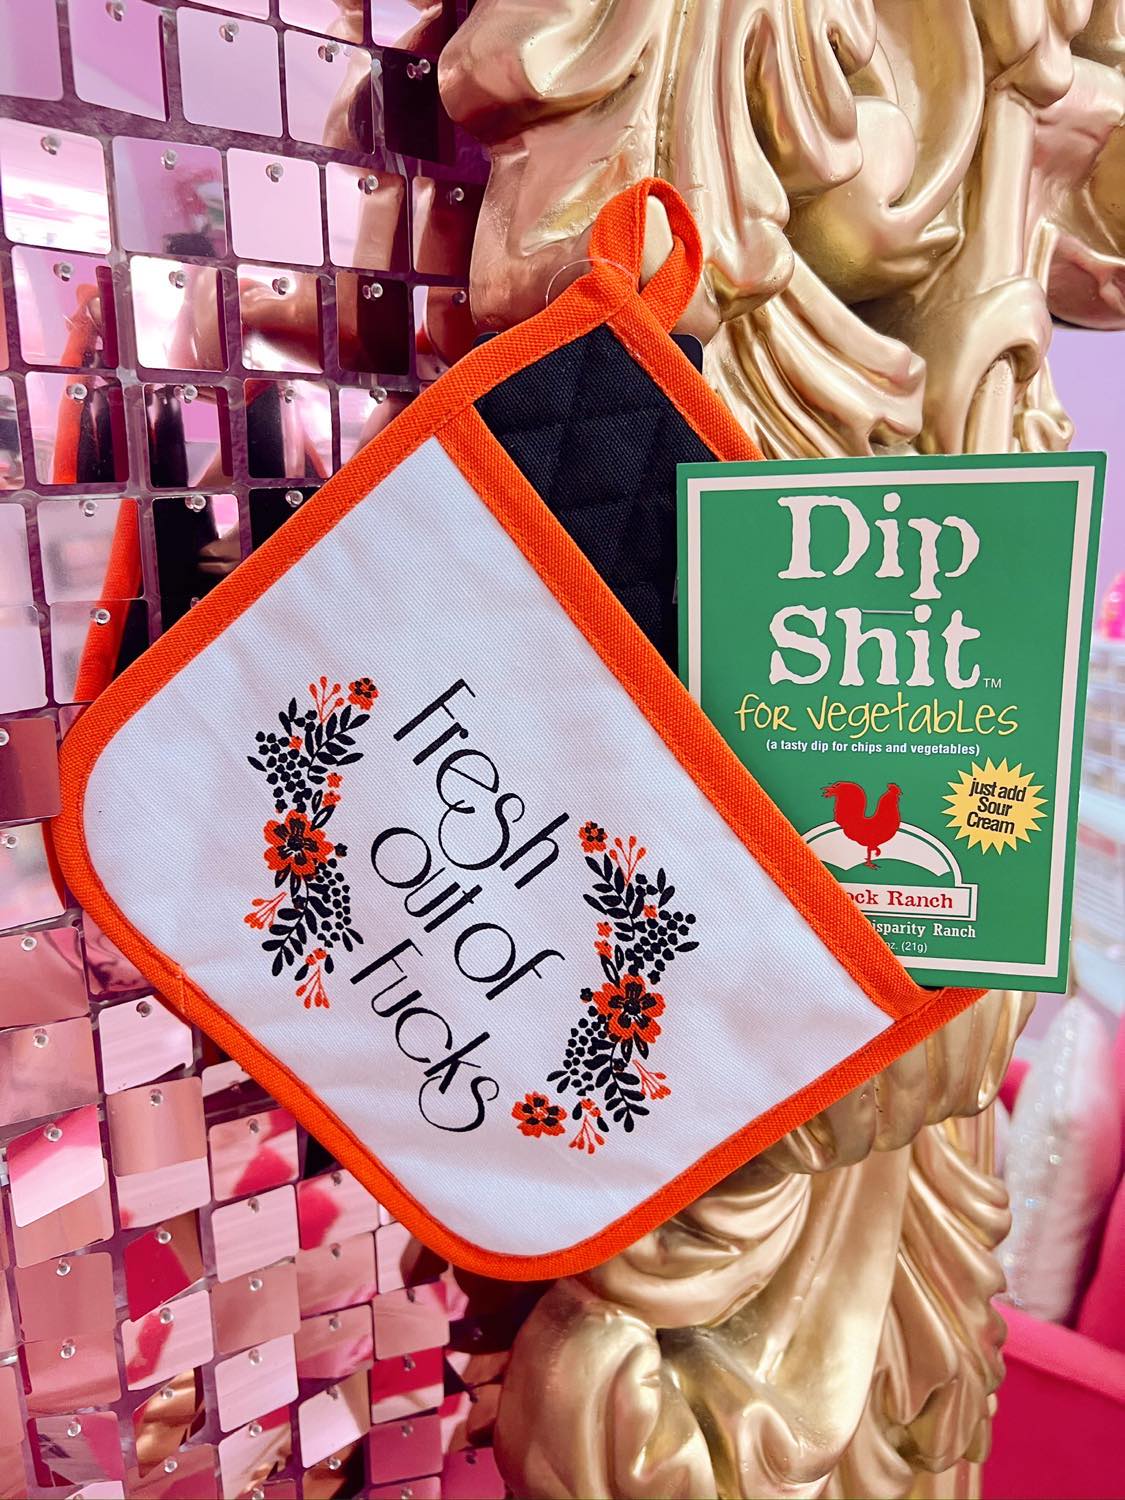 Fresh
out of
Fucks
Dip
Shit™
for vegetables
(a tasty dip for chips and vegetables)
just add
Sour
Cream
Ranch
Ranch
(21g)